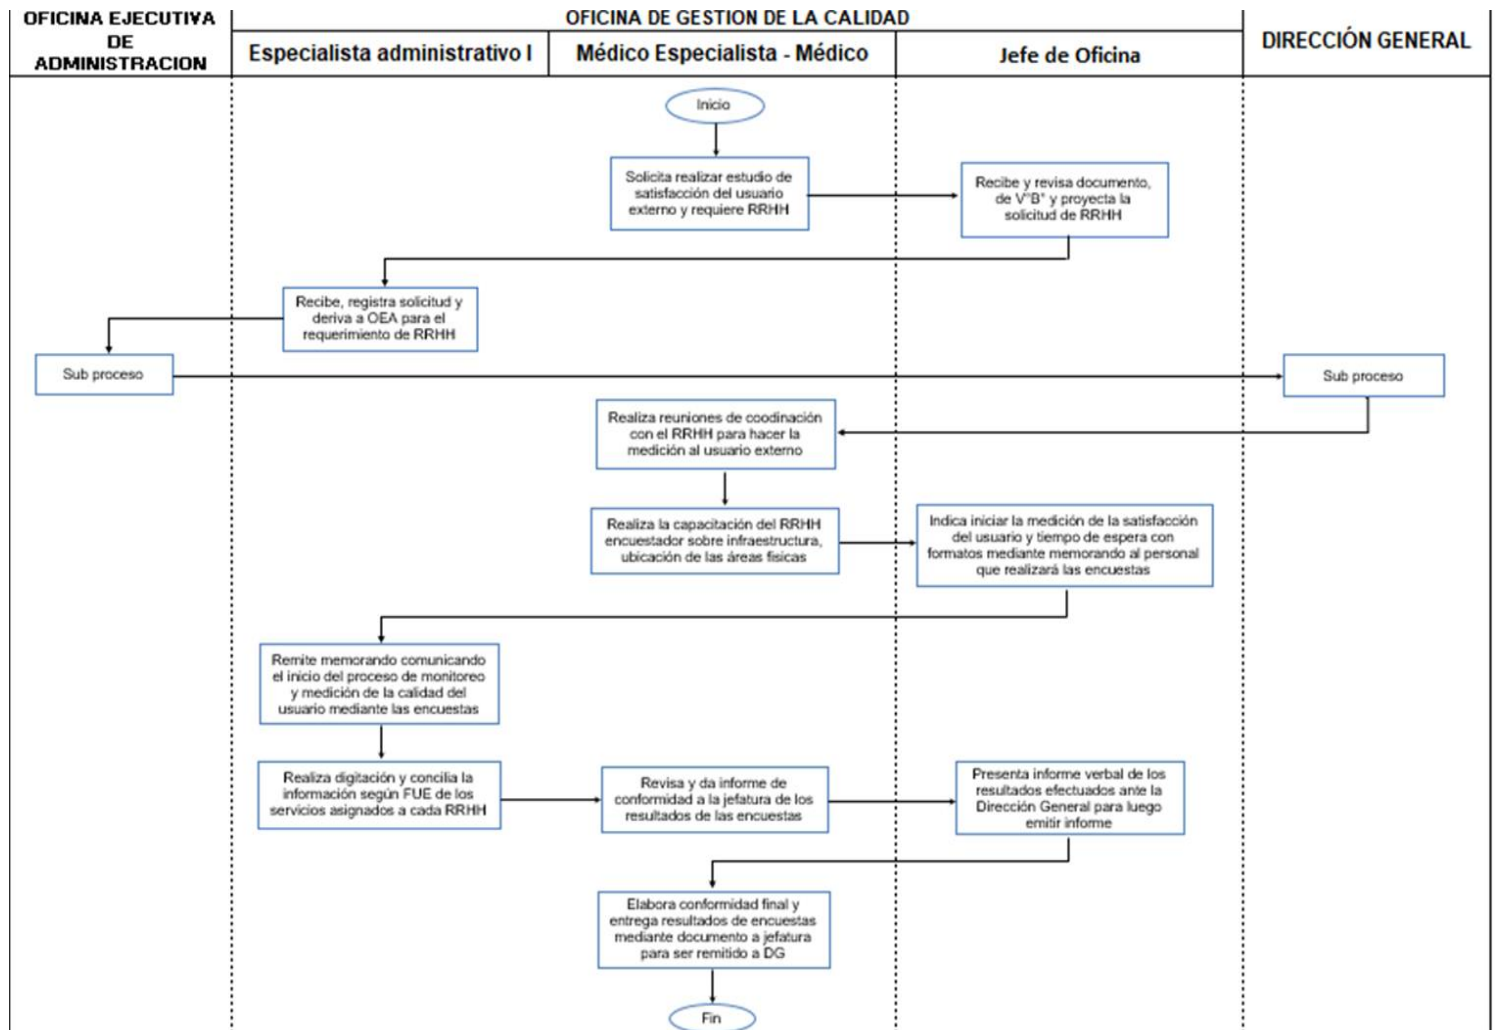 OFICINA EJECUTIVA
DE
ADMINISTRACION
OFICINA DE GESTION DE LA CALIDAD
Especialista administrativo I
Médico Especialista - Médico
Jefe de Oficina
DIRECCIÓN GENERAL
Inicio
Solicita realizar estudio de
satisfacción del usuario
externo y requiere RRHH
Recibe y revisa documento,
de V°B° y proyecta la
solicitud de RRHH
Recibe, registra solicitud y
deriva a OEA para el
requerimiento de RRHH
Sub proceso
Sub proceso
Realiza reuniones de coodinación
con el RRHH para hacer la
medición al usuario externo
Realiza la capacitación del RRHH
encuestador sobre infraestructura,
ubicación de las áreas físicas
Indica iniciar la medición de la satisfacción
del usuario y tiempo de espera con
formatos mediante memorando al personal
que realizará las encuestas
Remite memorando comunicando
el inicio del proceso de monitoreo
y medición de la calidad del
usuario mediante las encuestas
Realiza digitación y concilia la
información según FUE de los
servicios asignados a cada RRHH
Revisa y da informe de
conformidad a la jefatura de los
resultados de las encuestas
Presenta informe verbal de los
resultados efectuados ante la
Dirección General para luego
emitir informe
Elabora conformidad final y
entrega resultados de encuestas
mediante documento a jefatura
para ser remitido a DG
Fin